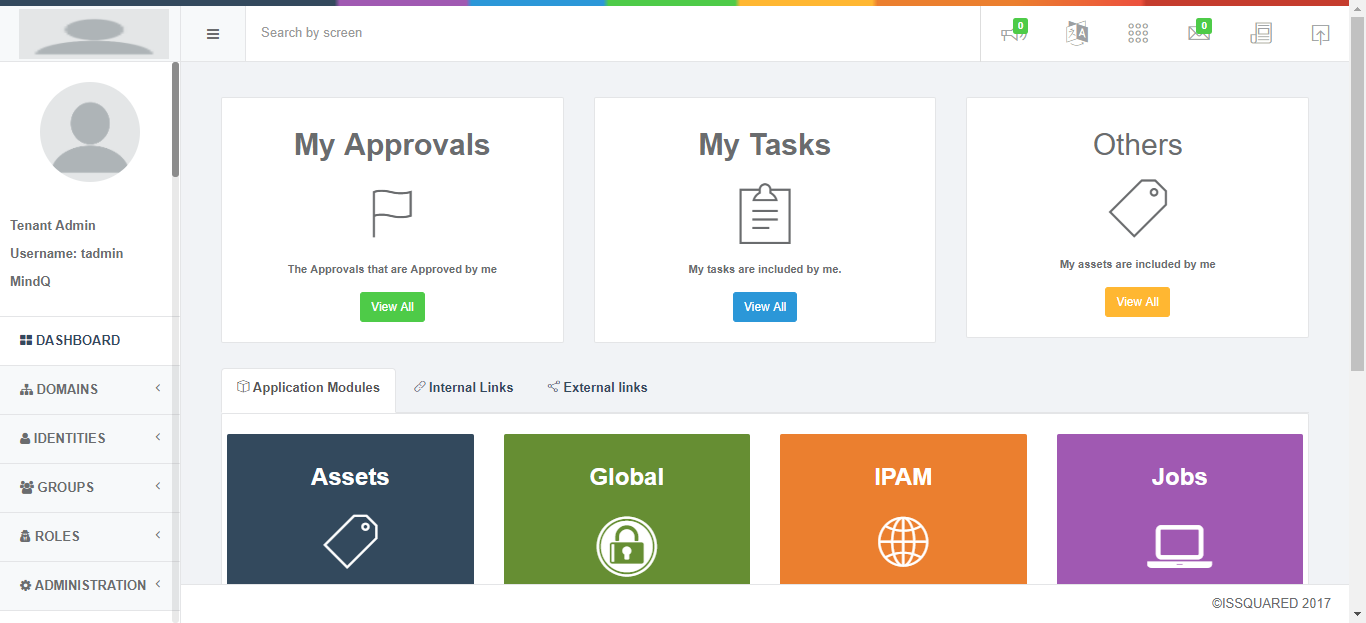 Search by screen
0
0
Tenant Admin
Username: tadmin
MindQ
DASHBOARD
DOMAINS
IDENTITIES
GROUPS
ROLES
ADMINISTRATION
My Approvals
The Approvals that are Approved by me
View All
My Tasks
My tasks are included by me.
View All
Others
My assets are included by me
View All
Application Modules
Internal Links
External links
Assets
Global
IPAM
Jobs
©ISSQUARED 2017